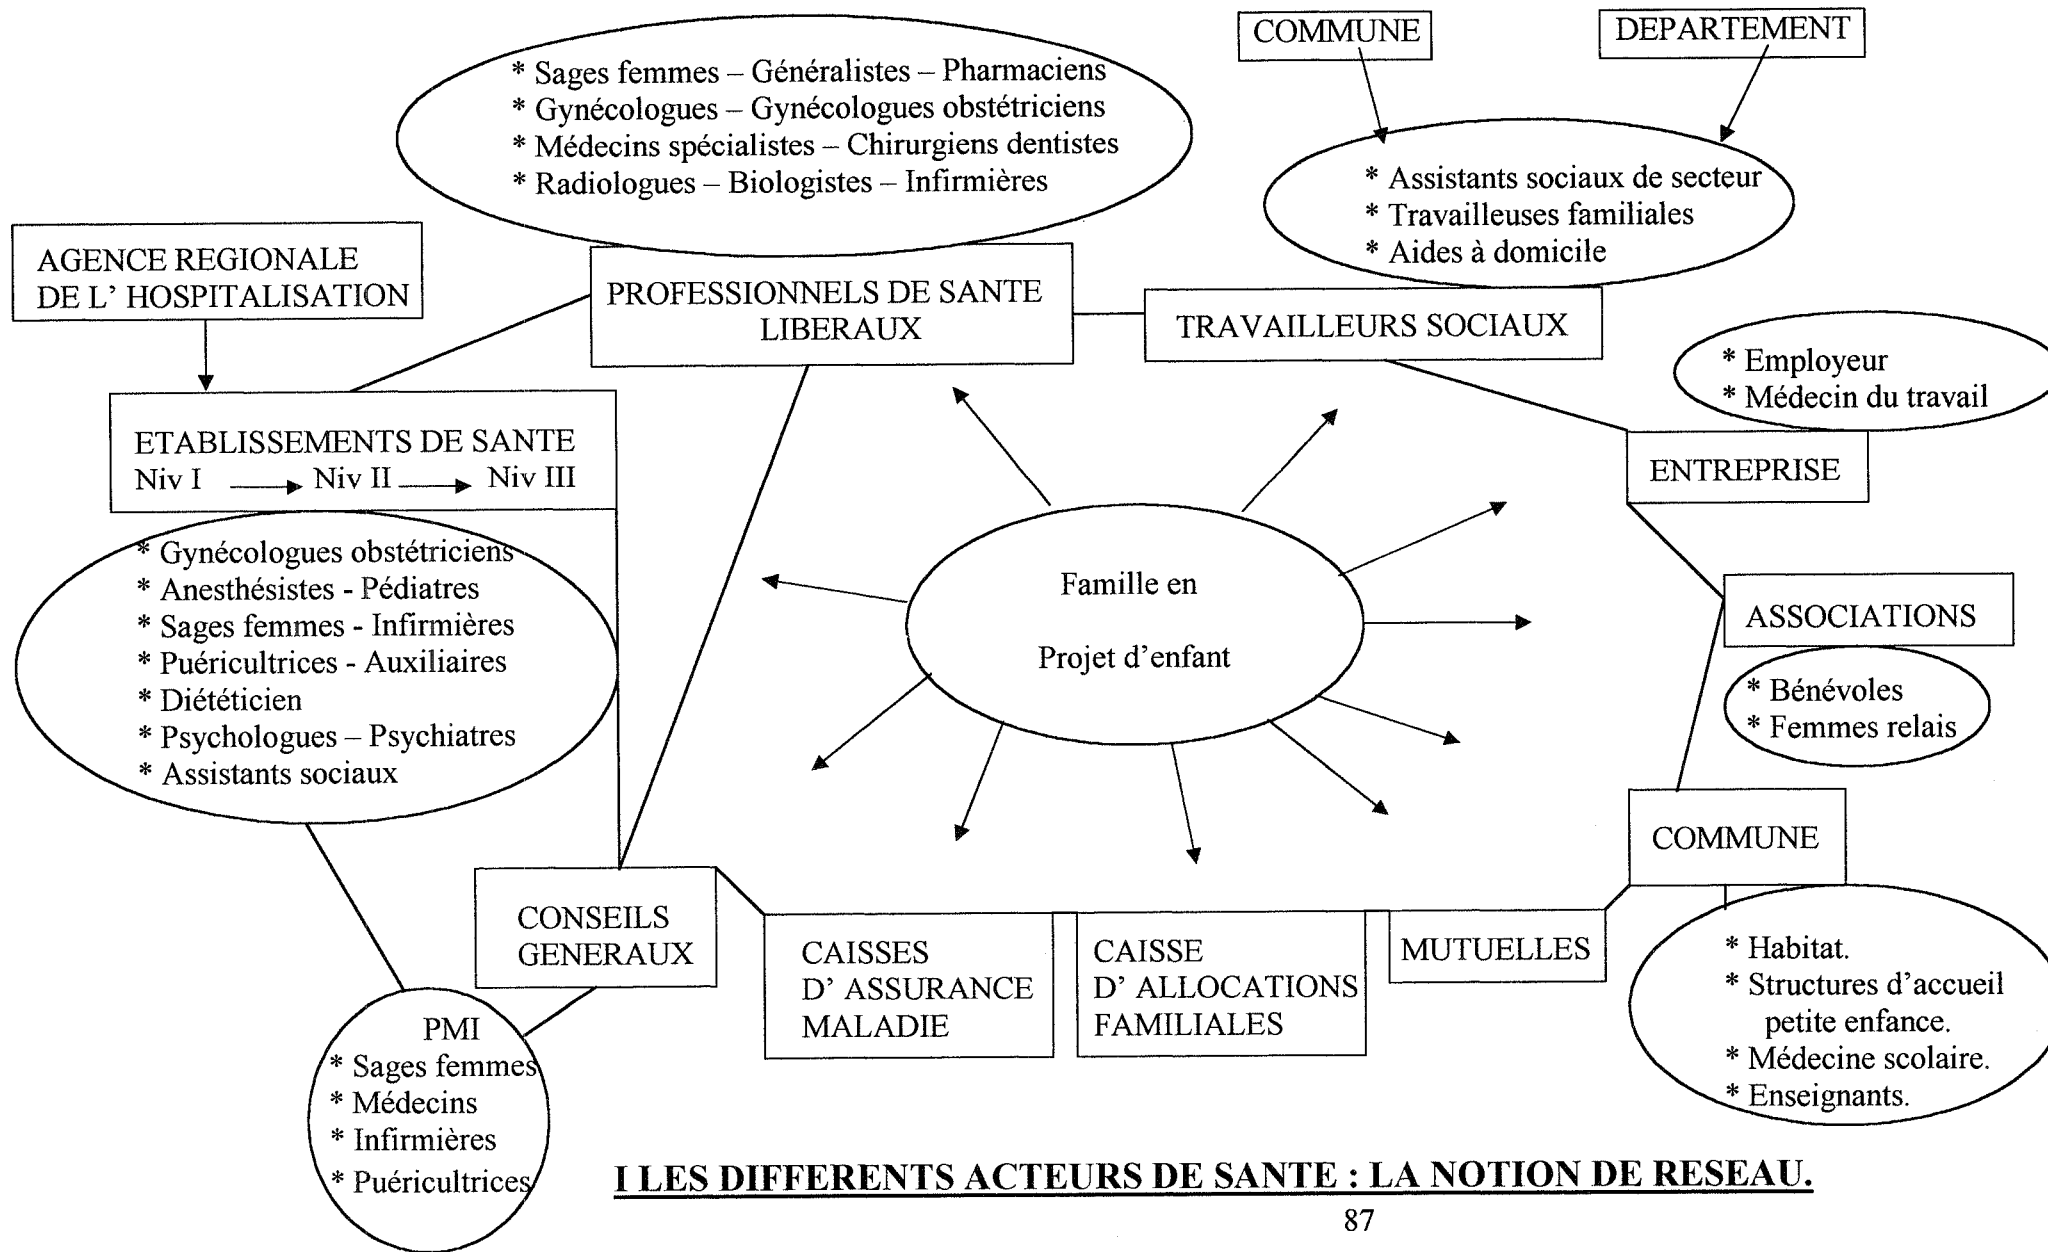 COMMUNE
DEPARTEMENT
* Sages femmes – Généralistes – Pharmaciens
* Gynécologues – Gynécologues obstétriciens
* Médecins spécialistes – Chirurgiens dentistes
* Radiologues – Biologistes – Infirmières
* Assistants sociaux de secteur
* Travailleuses familiales
* Aides à domicile
AGENCE REGIONALE
DE L' HOSPITALISATION
PROFESSIONNELS DE SANTE
LIBERAUX
TRAVAILLEURS SOCIAUX
* Employeur
* Médecin du travail
ETABLISSEMENTS DE SANTE
Niv I Niv II Niv III
ENTREPRISE
* Gynécologues obstétriciens
* Anesthésistes - Pédiatres
* Sages femmes - Infirmières
* Puéricultrices - Auxiliaires
* Diététicien
* Psychologues – Psychiatres
* Assistants sociaux
Famille en
Projet d'enfant
ASSOCIATIONS
* Bénévoles
* Femmes relais
COMMUNE
CONSEILS
GENERAUX
CAISSES
D' ASSURANCE
MALADIE
CAISSE
D' ALLOCATIONS
FAMILIALES
MUTUELLES
* Habitat.
* Structures d'accueil
petite enfance.
* Médecine scolaire.
* Enseignants.
PMI
* Sages femmes
* Médecins
* Infirmières
* Puéricultrices
I LES DIFFERENTS ACTEURS DE SANTE : LA NOTION DE RESEAU.
87